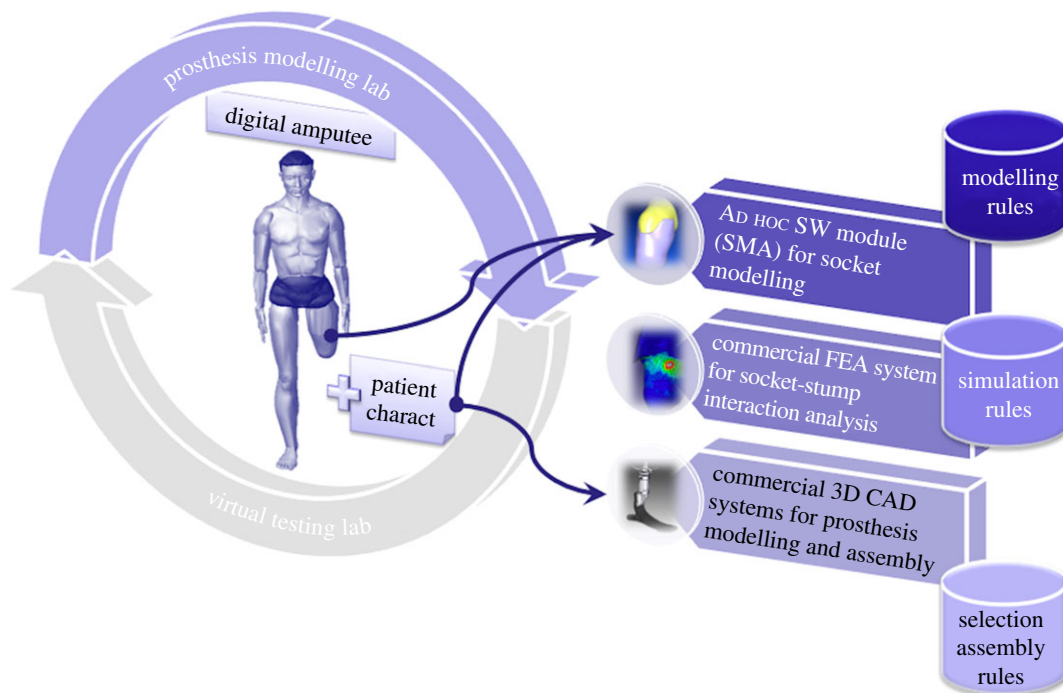 prosthesis modelling lab
digital amputee
patient
charact
virtual testing lab
AD HOC SW module
(SMA) for socket
modelling
modelling
rules
commercial FEA system
for socket-stump
interaction analysis
simulation
rules
commercial 3D CAD
systems for prosthesis
modelling and assembly
selection
assembly
rules